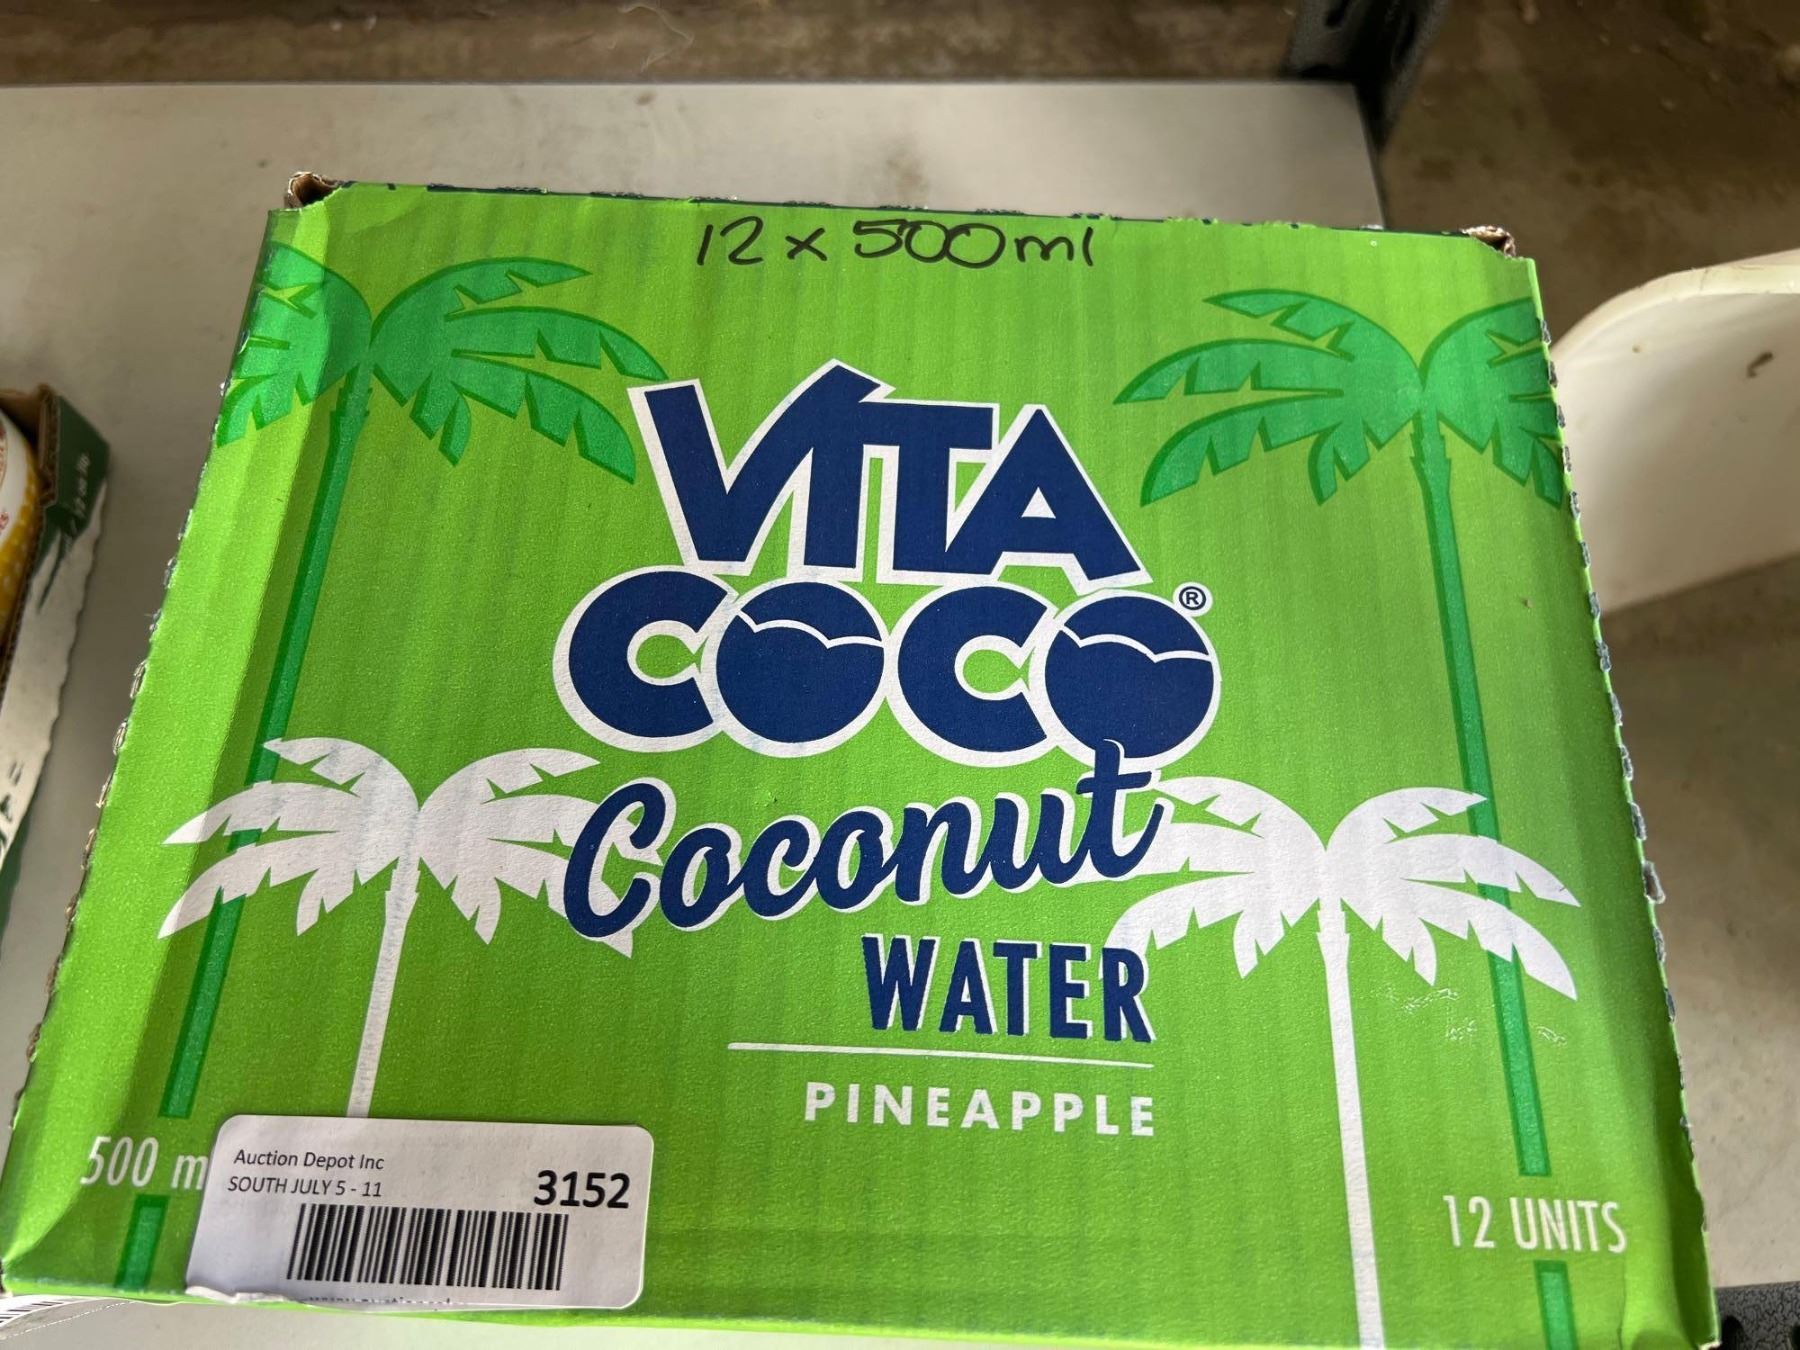 12 x 500ml
VITA
COCO®
Coconut
WATER
PINEAPPLE
500 m
Auction Depot Inc
SOUTH JULY 5 - 11
3152
12 UNITS